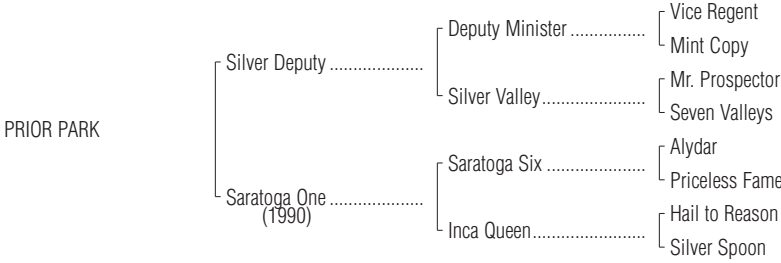 Vice Regent
Deputy Minister ................
Mint Copy
Silver Deputy ....................
Mr. Prospector
Silver Valley......................
Seven Valleys
PRIOR PARK
Alydar
Saratoga Six .....................
Priceless Fame
Saratoga One ....................
(1990)
Hail to Reason
Inca Queen........................
Silver Spoon